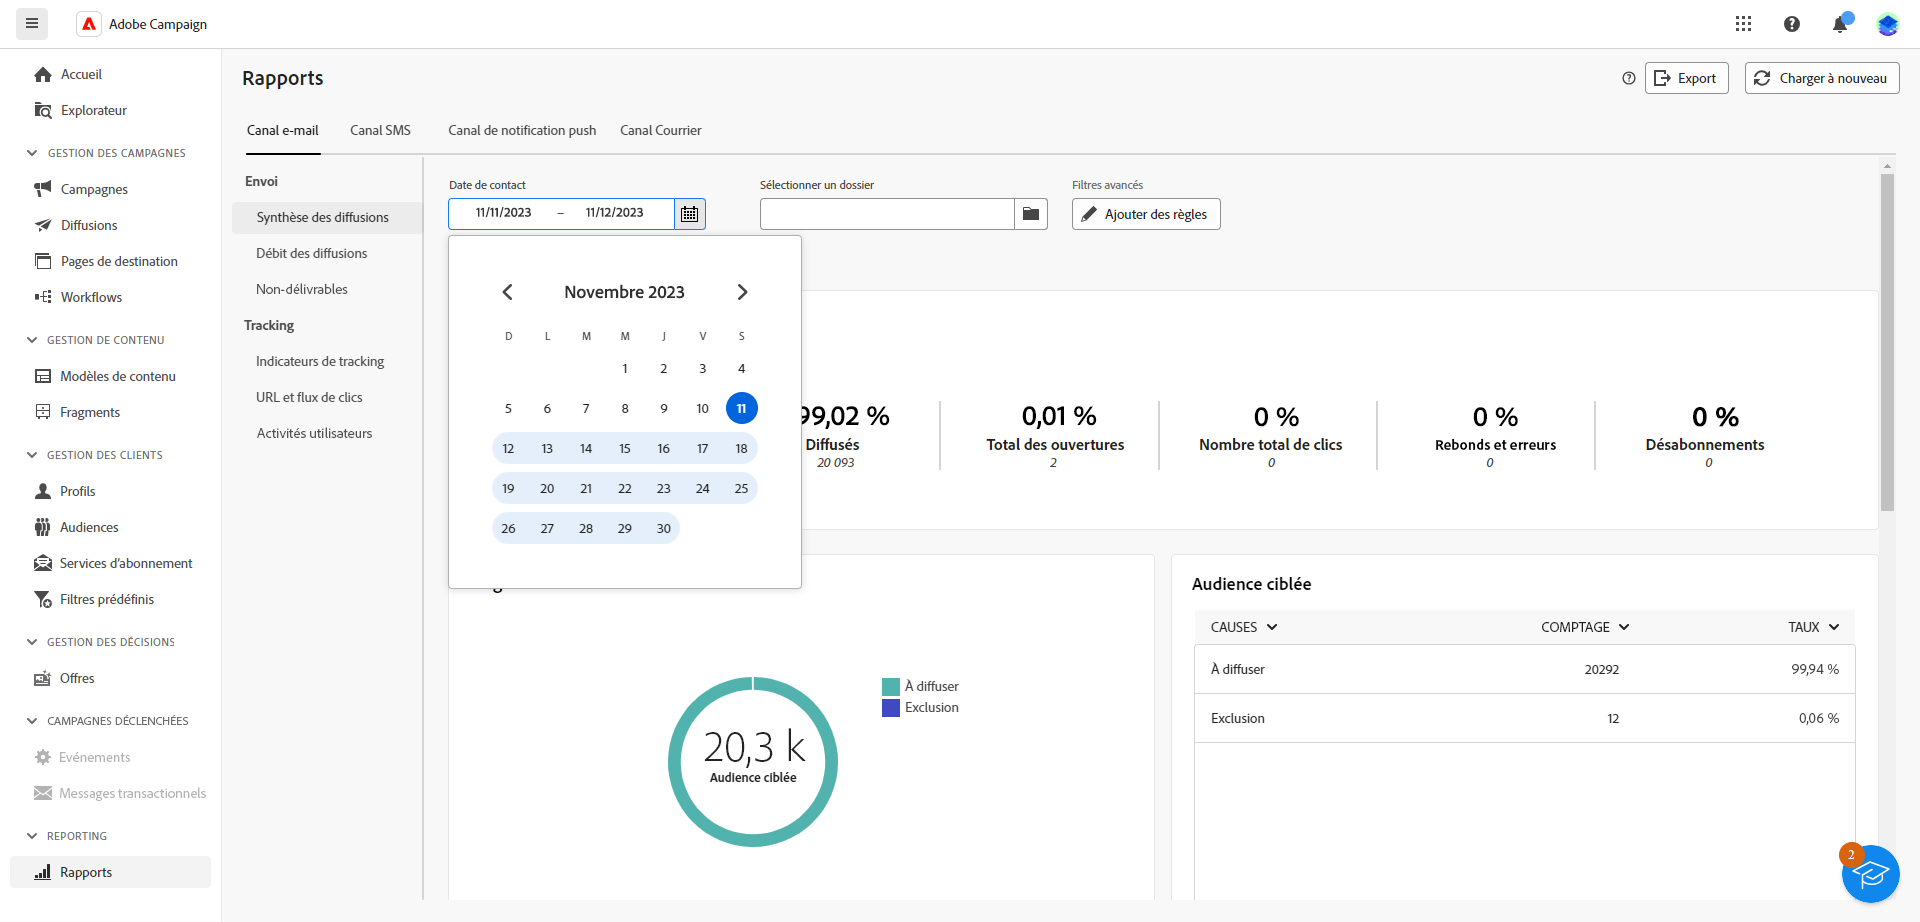 Adobe Campaign
Accueil
Explorateur
GESTION DES CAMPAGNES
Campagnes
Diffusions
Pages de destination
Workflows
GESTION DE CONTENU
Modèles de contenu
Fragments
GESTION DES CLIENTS
Profils
Audiences
Services d'abonnement
Filtres prédéfinis
GESTION DES DÉCISIONS
Offres
CAMPAGNES DÉCLENCHÉES
Evénements
Messages transactionnels
REPORTING
Rapports
Rapports
Export
Charger à nouveau
Canal e-mail
Canal SMS
Canal de notification push
Canal Courrier
Envoi
Synthèse des diffusions
Débit des diffusions
Non-délivrables
Tracking
Indicateurs de tracking
URL et flux de clics
Activités utilisateurs
Date de contact
11/11/2023 – 11/12/2023
Sélectionner un dossier
Filtres avancés
Ajouter des règles
Novembre 2023
D L M M J V S
1 2 3 4
5 6 7 8 9 10 11
12 13 14 15 16 17 18
19 20 21 22 23 24 25
26 27 28 29 30
99,02 %
Diffusés
20 093
0,01 %
Total des ouvertures
2
0 %
Nombre total de clics
0
0 %
Rebonds et erreurs
0
0 %
Désabonnements
0
20,3 k
Audience ciblée
À diffuser
Exclusion
Audience ciblée
CAUSES COMPTAGE TAUX
À diffuser 20292 99,94 %
Exclusion 12 0,06 %
2